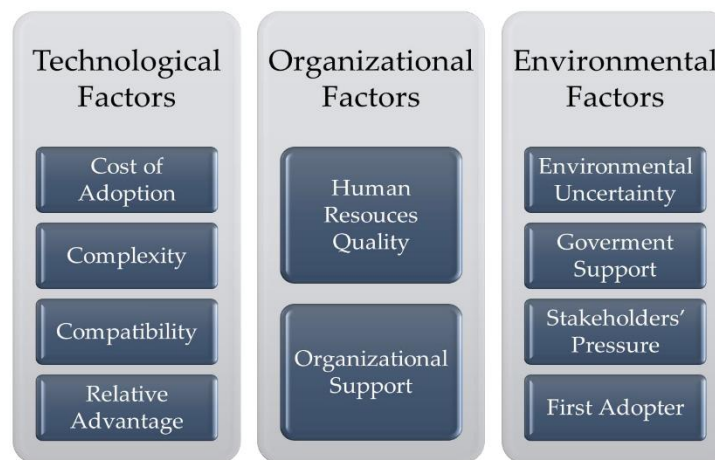 Technological
Factors
Cost of
Adoption
Complexity
Compatibility
Relative
Advantage
Organizational
Factors
Human
Resouces
Quality
Organizational
Support
Environmental
Factors
Environmental
Uncertainty
Goverment
Support
Stakeholders’
Pressure
First Adopter